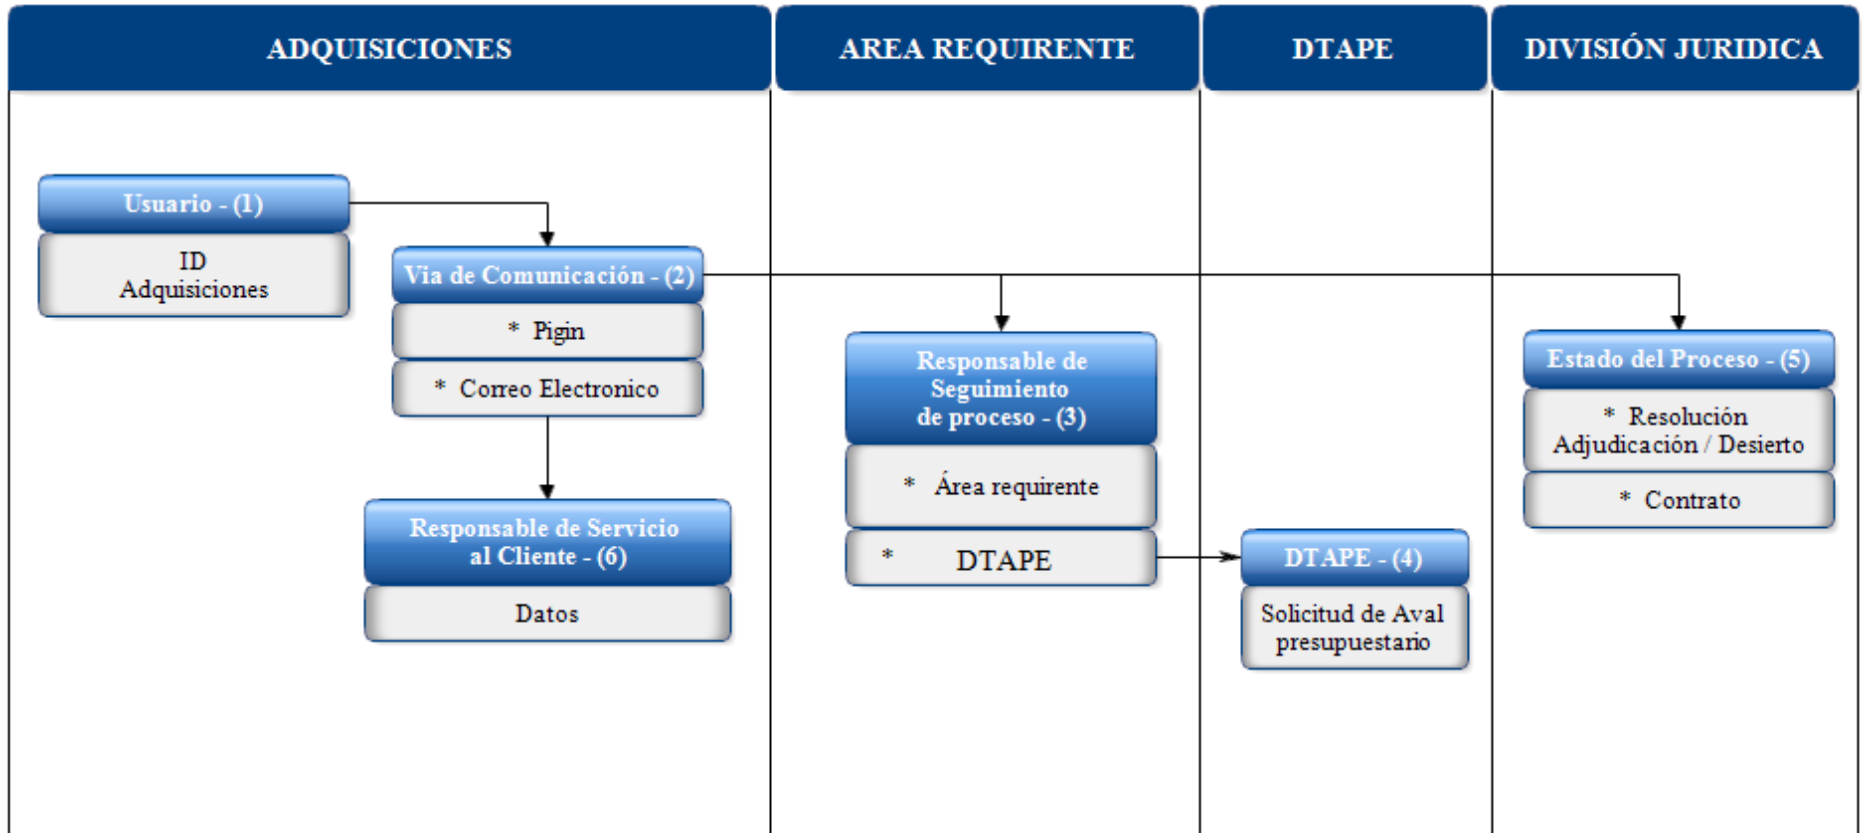 ADQUISICIONES
AREA REQUIRENTE
DTAPE
DIVISIÓN JURIDICA
Usuario - (1)
ID
Adquisiciones
Via de Comunicación - (2)
* Pigin
* Correo Electronico
Responsable de Servicio
al Cliente - (6)
Datos
Responsable de
Seguimiento
de proceso - (3)
* Área requirente
* DTAPE
DTAPE - (4)
Solicitud de Aval
presupuestario
Estado del Proceso - (5)
* Resolución
Adjudicación / Desierto
* Contrato